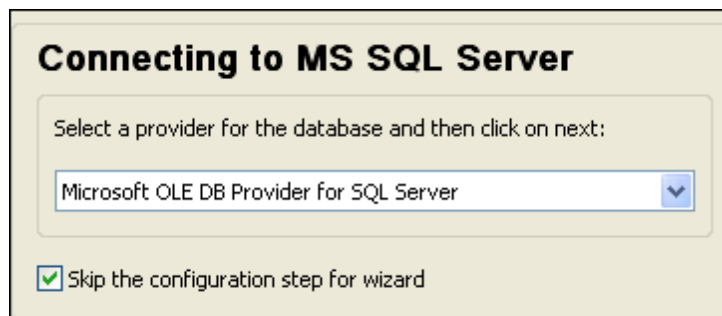 Connecting to MS SQL Server
Select a provider for the database and then click on next:
Microsoft OLE DB Provider for SQL Server
Skip the configuration step for wizard